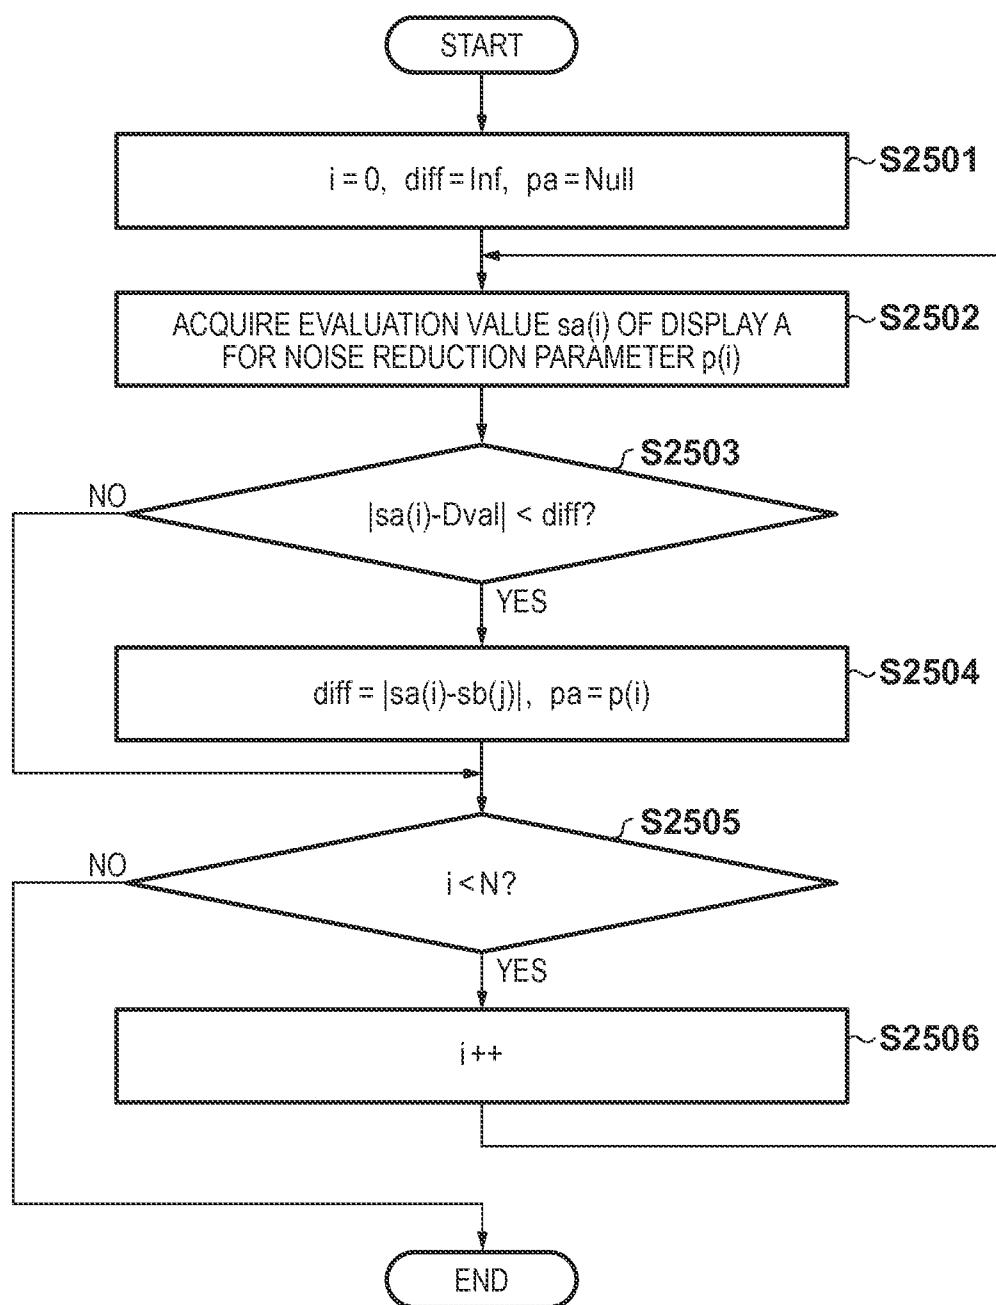 START
i = 0, diff = Inf, pa = Null
S2501
ACQUIRE EVALUATION VALUE sa(i) OF DISPLAY A
FOR NOISE REDUCTION PARAMETER p(i)
S2502
S2503
NO
|sa(i)-Dval| < diff?
YES
diff = |sa(i)-sb(j)|, pa = p(i)
S2504
S2505
NO
i < N?
YES
i ++
S2506
END